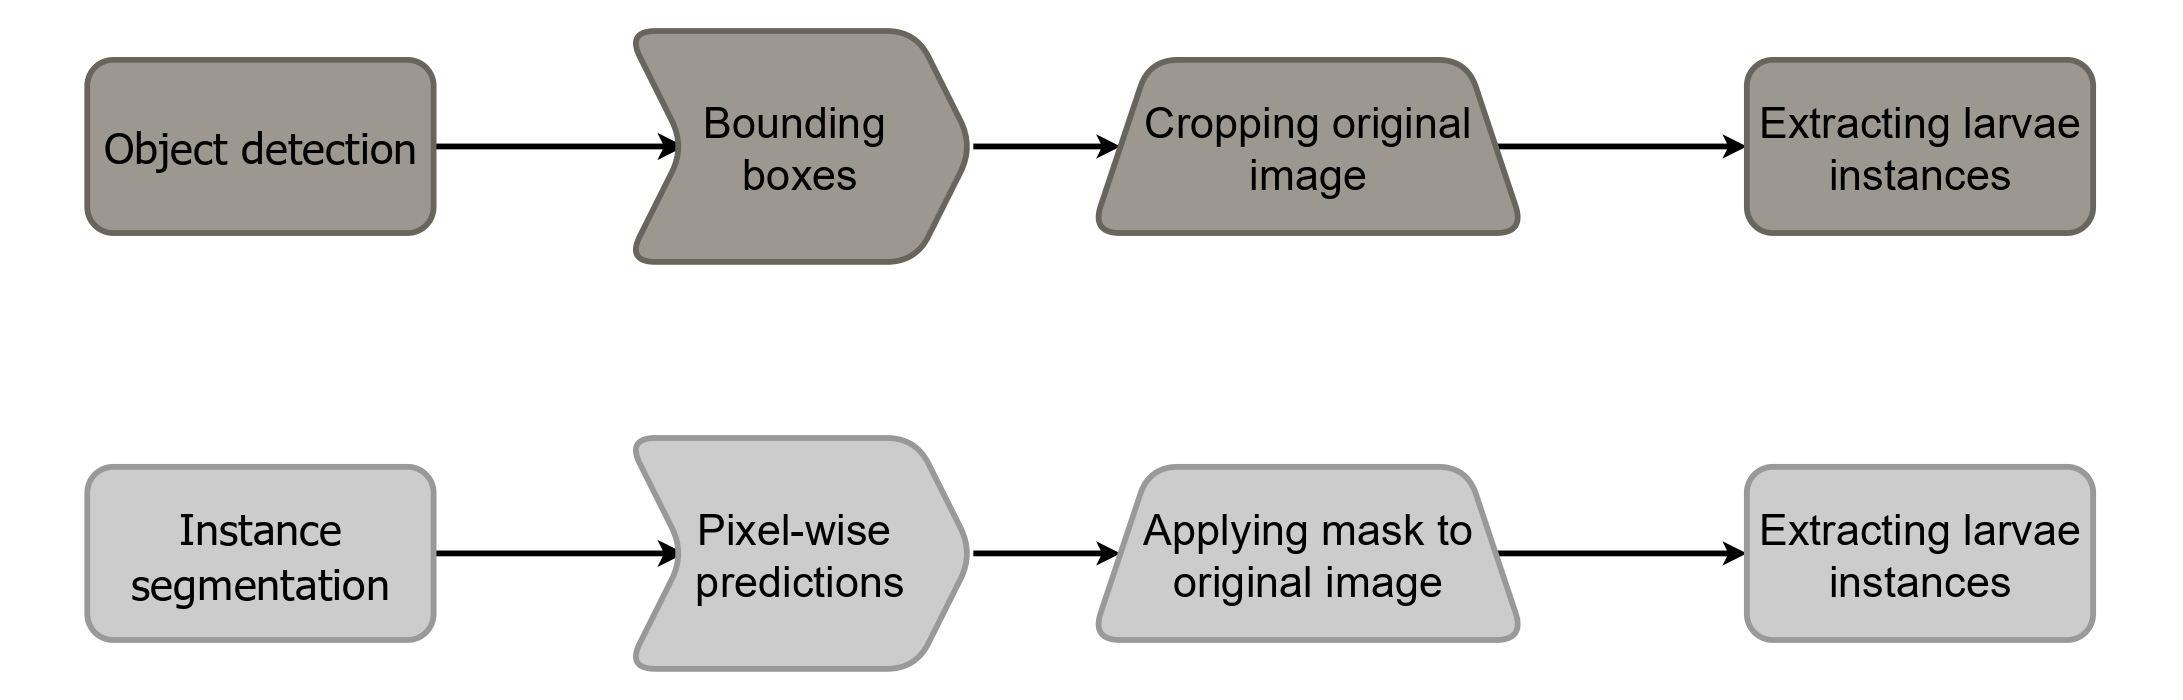 Object detection
Bounding
boxes
Cropping original
image
Extracting larvae
instances
Instance
segmentation
Pixel-wise
predictions
Applying mask to
original image
Extracting larvae
instances